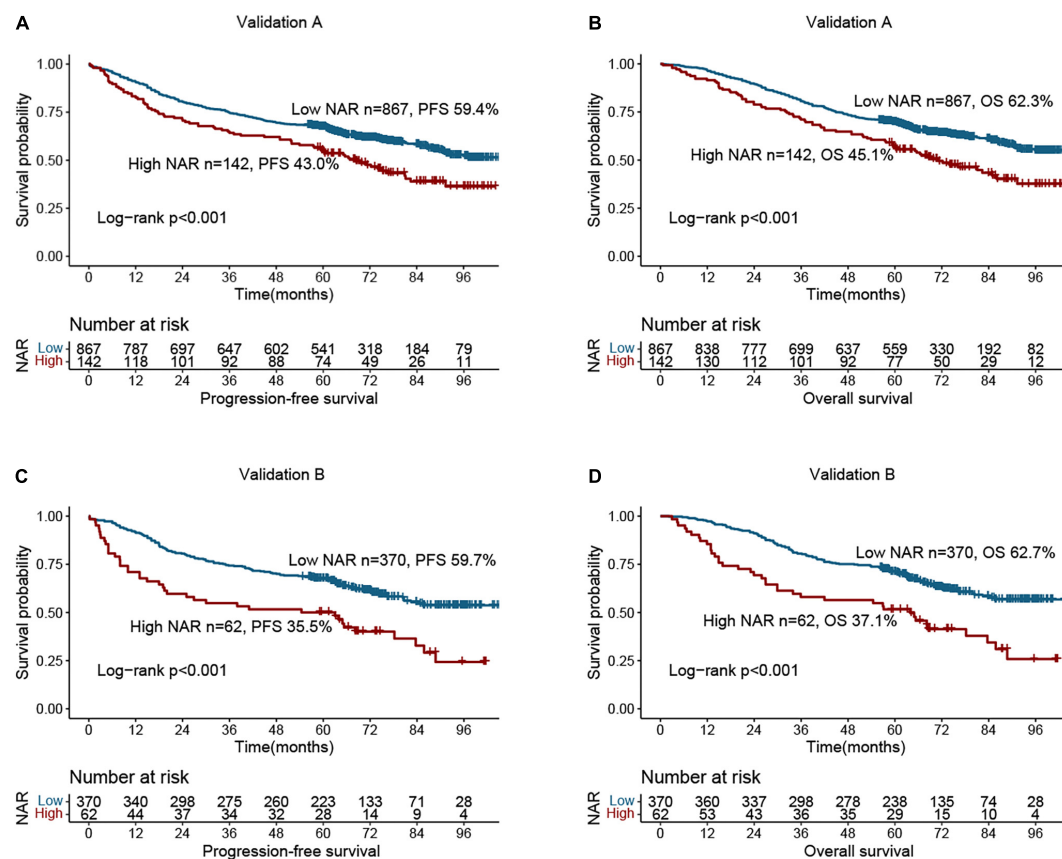 A
Validation A
Survival probability
1.00
0.75
0.50
0.25
0.00
Low NAR n=867, PFS 59.4%
High NAR n=142, PFS 43.0%
Log−rank p<0.001
0 12 24 36 48 60 72 84 96
Time(months)
Number at risk
NAR
Low 867 787 697 647 602 541 318 184 79
High 142 118 101 92 88 74 49 26 11
0 12 24 36 48 60 72 84 96
Progression-free survival
B
Validation A
Survival probability
1.00
0.75
0.50
0.25
0.00
Low NAR n=867, OS 62.3%
High NAR n=142, OS 45.1%
Log−rank p<0.001
0 12 24 36 48 60 72 84 96
Time(months)
Number at risk
NAR
Low 867 838 777 699 637 559 330 192 82
High 142 130 112 101 92 77 50 29 12
0 12 24 36 48 60 72 84 96
Overall survival
C
Validation B
Survival probability
1.00
0.75
0.50
0.25
0.00
Low NAR n=370, PFS 59.7%
High NAR n=62, PFS 35.5%
Log−rank p<0.001
0 12 24 36 48 60 72 84 96
Time(months)
Number at risk
NAR
Low 370 340 298 275 260 223 133 71 28
High 62 44 37 34 32 28 14 9 4
0 12 24 36 48 60 72 84 96
Progression-free survival
D
Validation B
Survival probability
1.00
0.75
0.50
0.25
0.00
Low NAR n=370, OS 62.7%
High NAR n=62, OS 37.1%
Log−rank p<0.001
0 12 24 36 48 60 72 84 96
Time(months)
Number at risk
NAR
Low 370 360 337 298 278 238 135 74 28
High 62 53 43 36 35 29 15 10 4
0 12 24 36 48 60 72 84 96
Overall survival